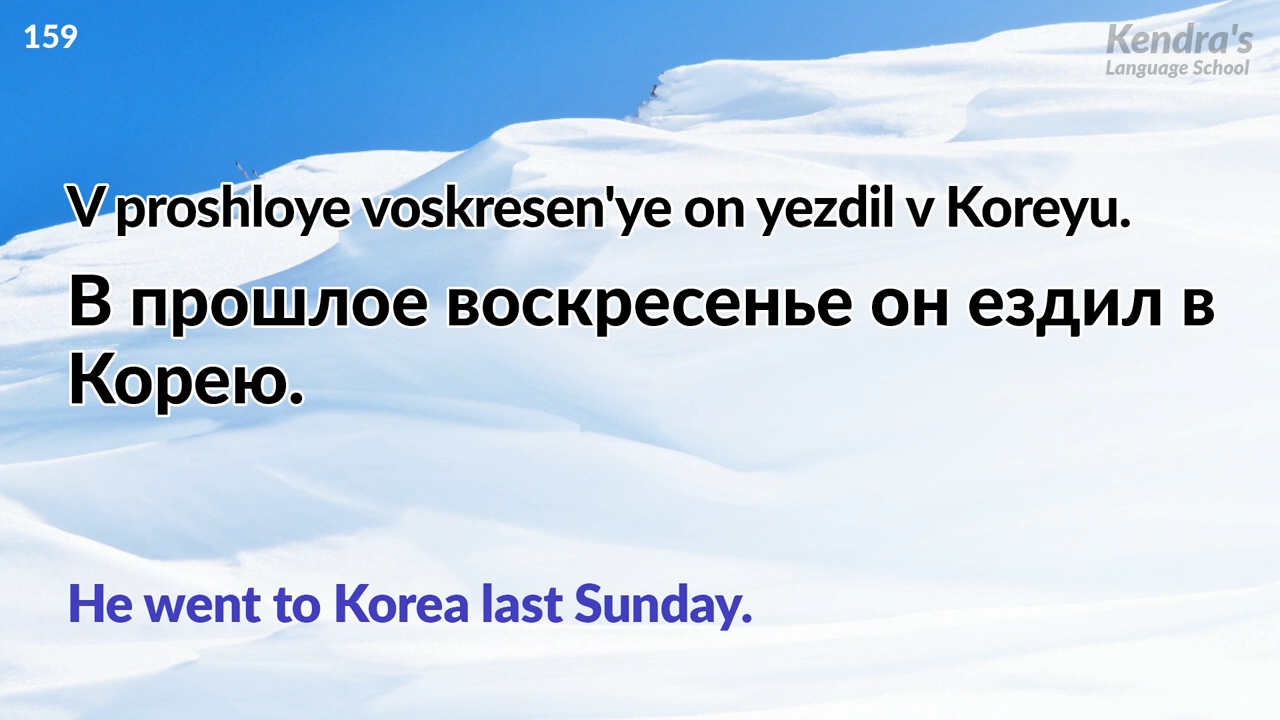 159
Kendra's
Language School
V proshloye voskresen'ye on yezdil v Koreyu.
В прошлое воскресенье он ездил в
Корею.
He went to Korea last Sunday.